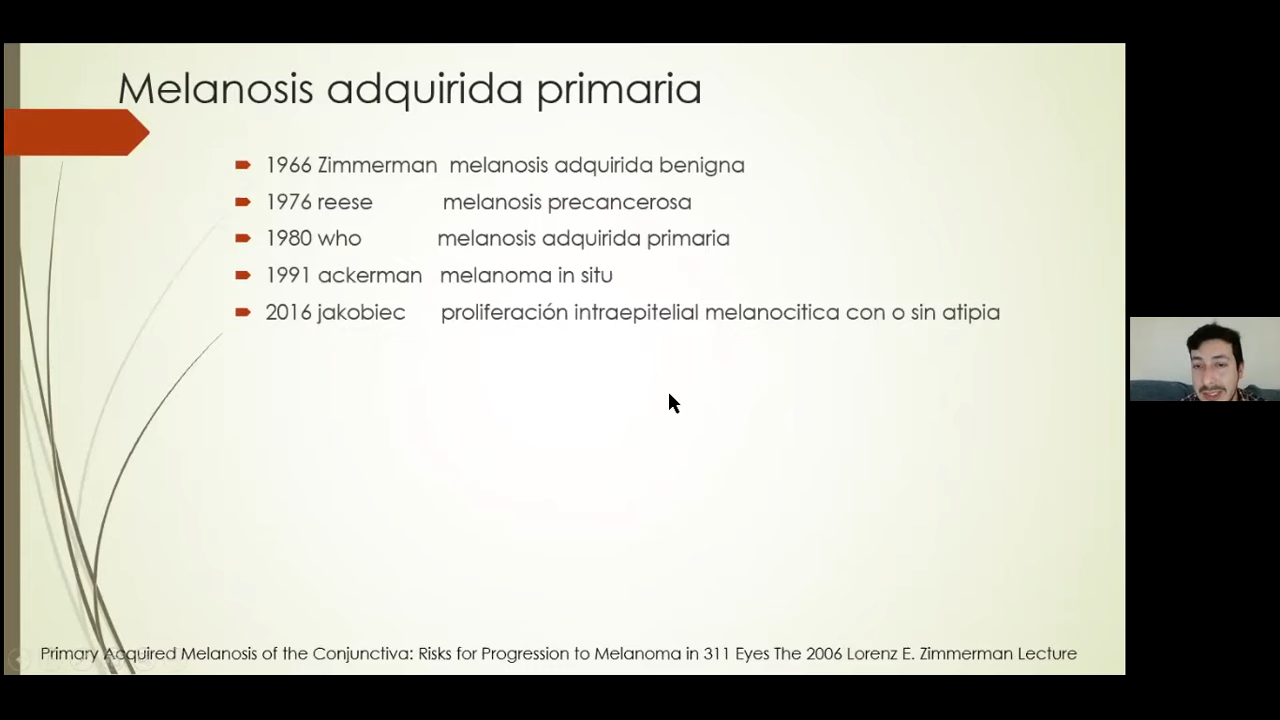 Melanosis adquirida primaria
1966 Zimmerman melanosis adquirida benigna
1976 reese melanosis precancerosa
1980 who melanosis adquirida primaria
1991 ackerman melanoma in situ
2016 jakobiec proliferación intraepitelial melanocitica con o sin atipia
Primary Acquired Melanosis of the Conjunctiva: Risks for Progression to Melanoma in 311 Eyes The 2006 Lorenz E. Zimmerman Lecture